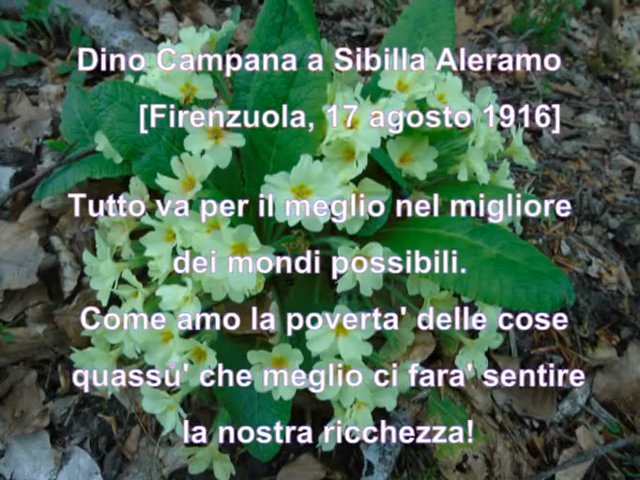 Dino Campana a Sibilla Aleramo
[Firenzuola, 17 agosto 1916]
Tutto va per il meglio nel migliore
dei mondi possibili.
Come amo la poverta' delle cose
quassù' che meglio ci fara' sentire
la nostra ricchezza!